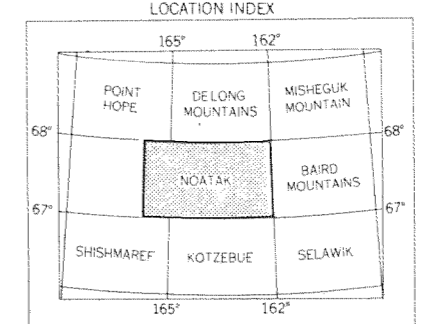 LOCATION INDEX
165° 162°
POINT
HOPE
DE LONG
MOUNTAINS
MISHEGUK
MOUNTAIN
68° 68°
NOATAK
BAIRD
MOUNTAINS
67° 67°
SHISHMAREF
KOTZEBUE
SELAWIK
165° 162°